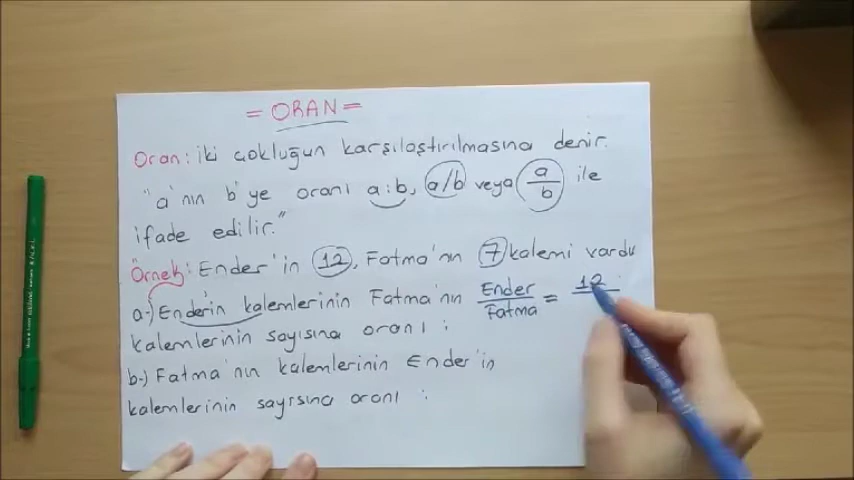 = ORAN =
Oran: iki çokluğun karşılaştırılmasına denir.
"a'nın b'ye oranı a:b, a/b veya a/b ile
ifade edilir."
Örnek: Ender'in 12, Fatma'nın 7 kalemi vardır
a-) Ender'in kalemlerinin Fatma'nın
kalemlerinin sayısına oranı :
Ender/Fatma = 12
b-) Fatma'nın kalemlerinin Ender'in
kalemlerinin sayısına oranı :